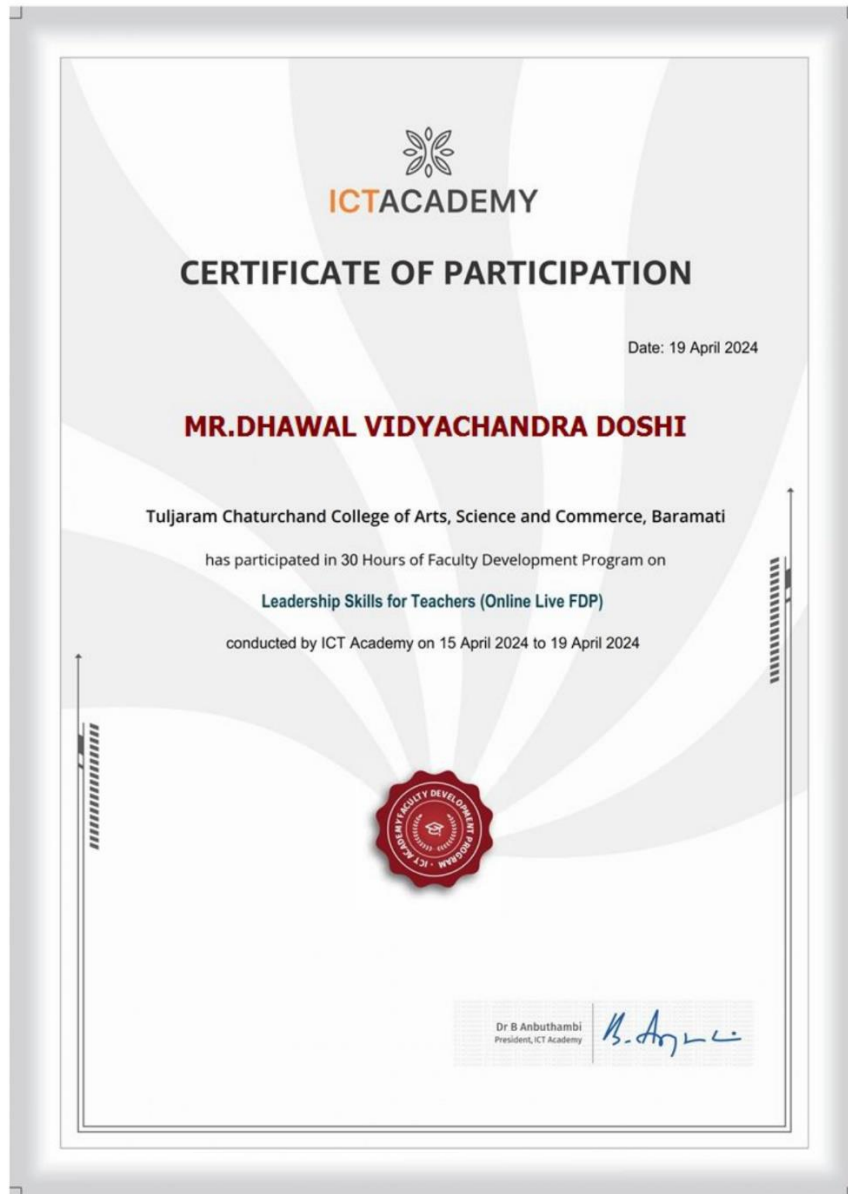 ICTACADEMY
CERTIFICATE OF PARTICIPATION
Date: 19 April 2024
MR.DHAWAL VIDYACHANDRA DOSHI
Tuljaram Chaturchand College of Arts, Science and Commerce, Baramati
has participated in 30 Hours of Faculty Development Program on
Leadership Skills for Teachers (Online Live FDP)
conducted by ICT Academy on 15 April 2024 to 19 April 2024
ICT ACADEMY FACULTY DEVELOPMENT PROGRAM
Dr B Anbuthambi
President, ICT Academy